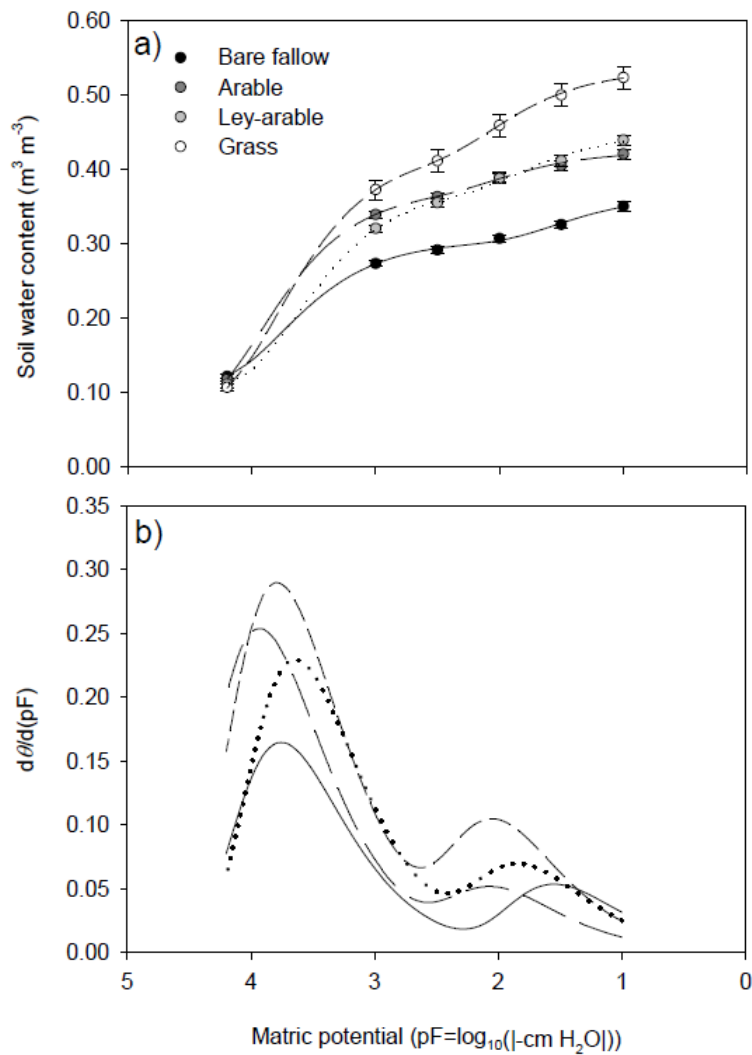 0.60
a)
Bare fallow
Arable
Ley-arable
Grass
0.50
0.40
0.30
0.20
0.10
0.00
Soil water content (m³ m⁻³)
0.35
b)
0.30
0.25
0.20
0.15
0.10
0.05
0.00
dθ/d(pF)
5 4 3 2 1 0
Matric potential (pF=log₁₀(|-cm H₂O|))